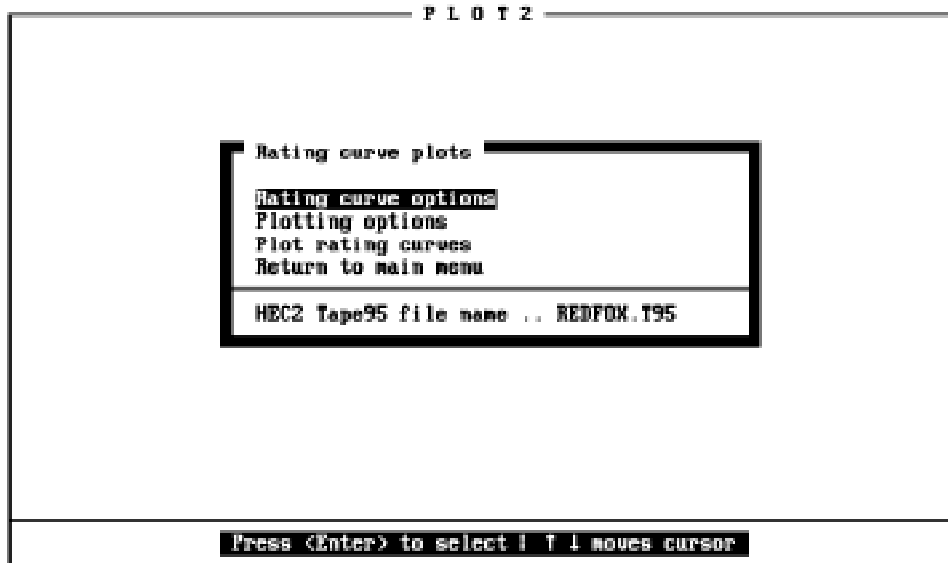 P L O T 2
Rating curve plots
Rating curve options
Plotting options
Plot rating curves
Return to main menu
HEC2 Tape95 file name .. REDFOX.T95
Press <Enter> to select | ↑ ↓ moves cursor